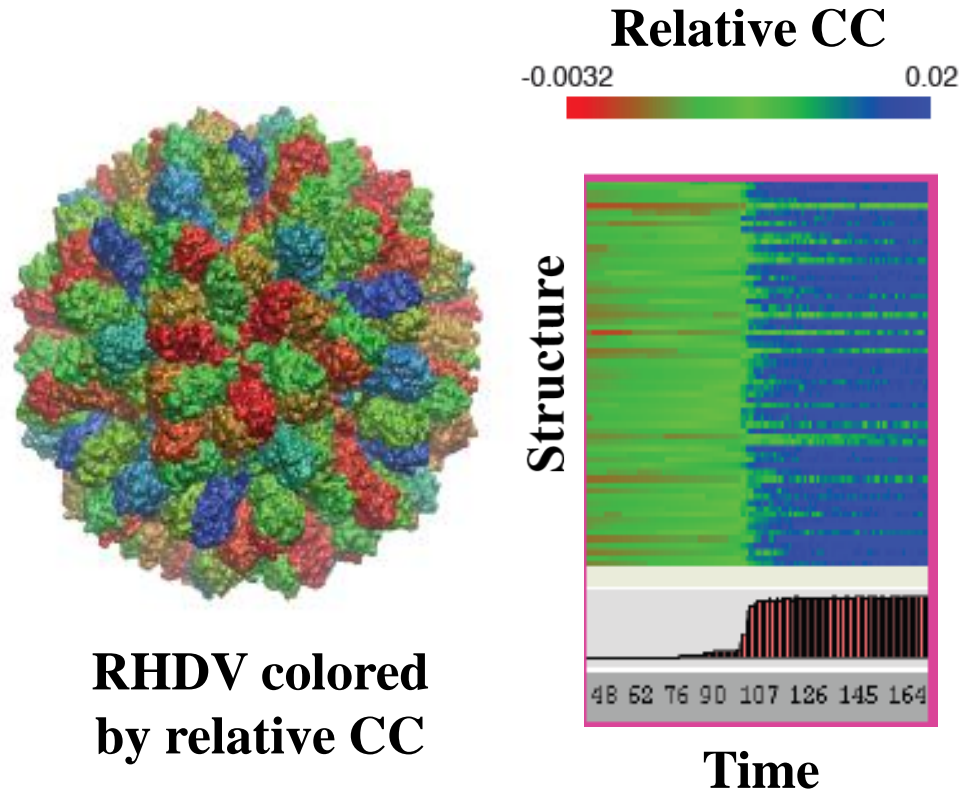 Relative CC
-0.0032 0.02
Structure
48 62 76 90 107 126 145 164
Time
RHDV colored
by relative CC